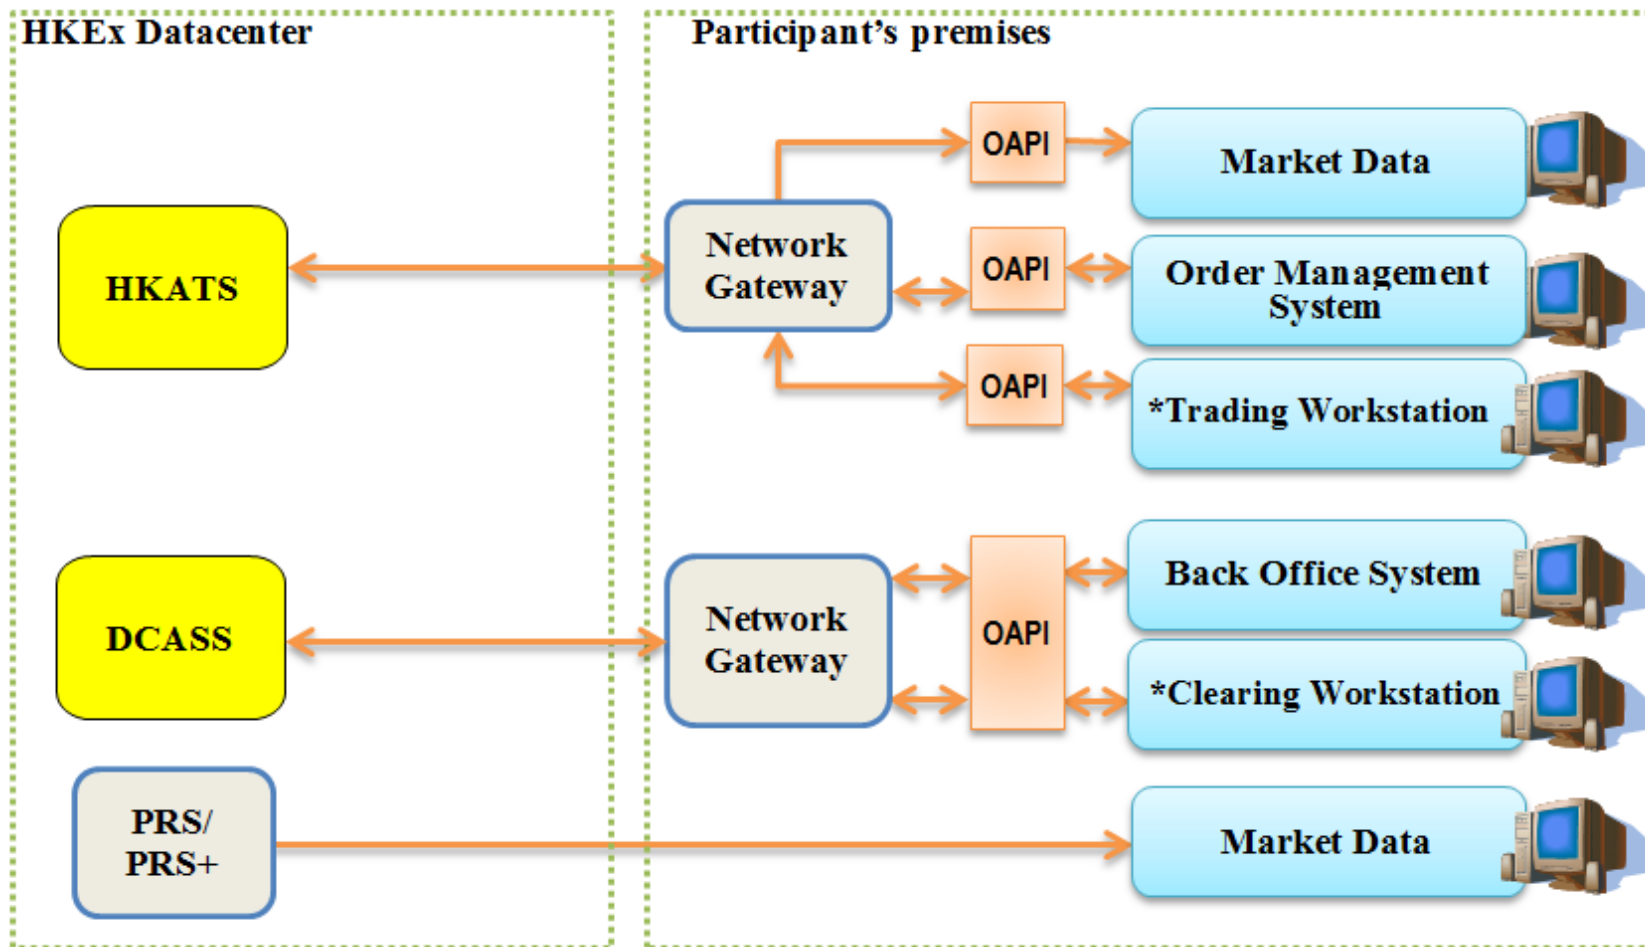 HKEx Datacenter
Participant's premises
OAPI
Market Data
HKATS
Network
Gateway
OAPI
Order Management
System
OAPI
*Trading Workstation
DCASS
Network
Gateway
OAPI
Back Office System
*Clearing Workstation
PRS/
PRS+
Market Data